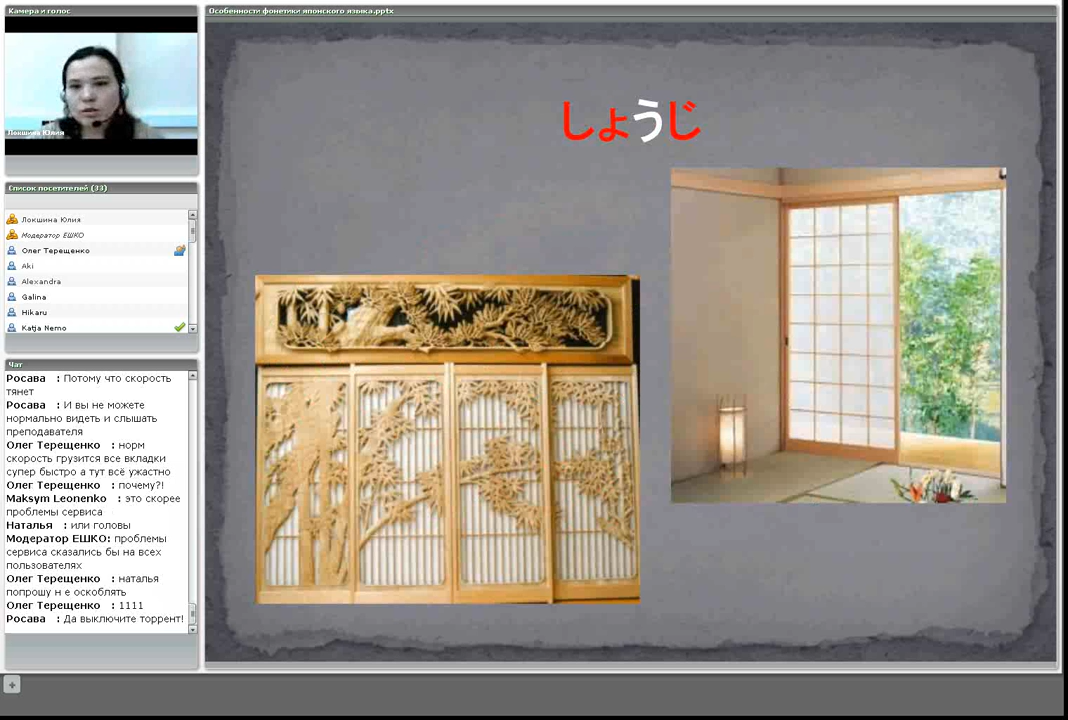 Камера и голос
Локшина Юлия
Список посетителей (33)
Локшина Юлия
Модератор ЕШКО
Олег Терещенко
Aki
Alexandra
Galina
Hikaru
Katja Nemo
Чат
Росава : Потому что скорость
тянет
Росава : И вы не можете
нормально видеть и слышать
преподавателя
Олег Терещенко : норм
скорость грузится все вкладки
супер быстро а тут всё ужастно
Олег Терещенко : почему?!
Maksym Leonenko : это скорее
проблемы сервиса
Наталья : или головы
Модератор ЕШКО: проблемы
сервиса сказались бы на всех
пользователях
Олег Терещенко : наталья
попрошу н е оскоблять
Олег Терещенко : 1111
Росава : Да выключите торрент!
Особенности фонетики японского языка.pptx
しょうじ